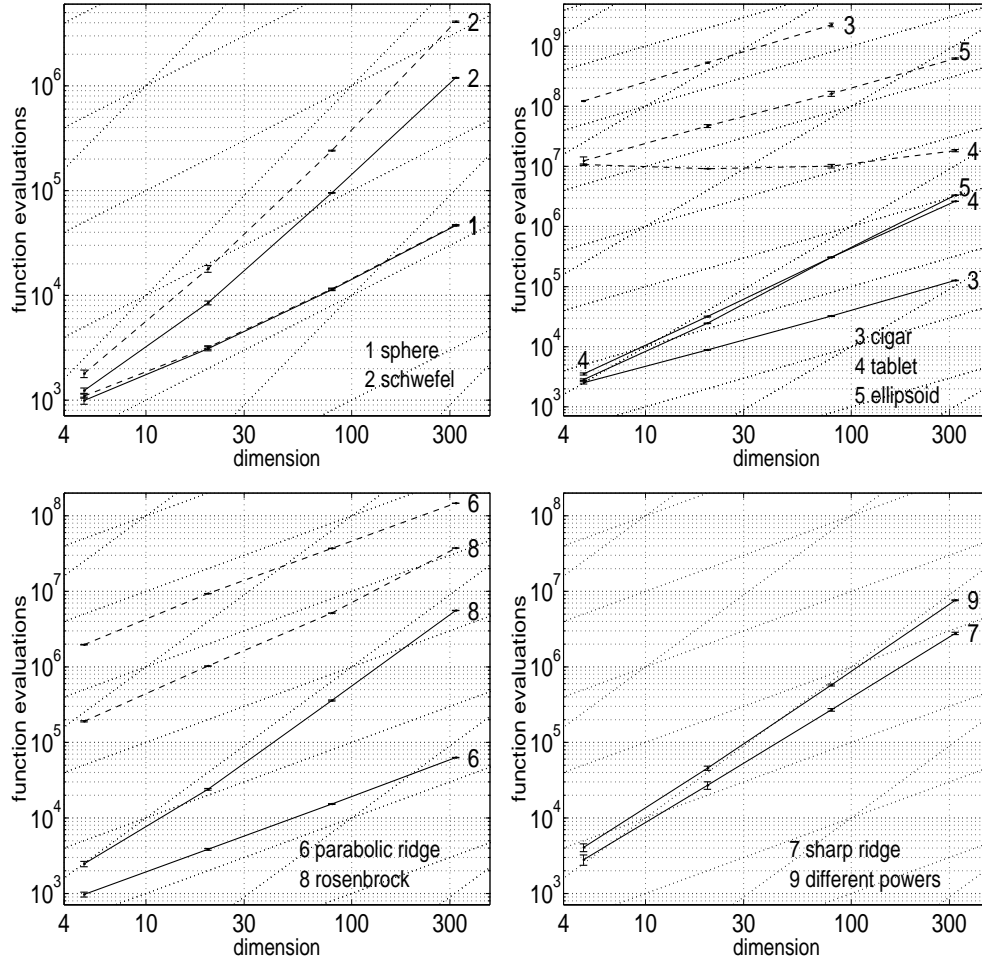 function evaluations
10^6
10^5
10^4
10^3
2
2
1
1 sphere
2 schwefel
4 10 30 100 300
dimension
function evaluations
10^9
10^8
10^7
10^6
10^5
10^4
10^3
3
5
4
5
4
3
4
3 cigar
4 tablet
5 ellipsoid
4 10 30 100 300
dimension
function evaluations
10^8
10^7
10^6
10^5
10^4
10^3
6
8
8
6
6 parabolic ridge
8 rosenbrock
4 10 30 100 300
dimension
function evaluations
10^8
10^7
10^6
10^5
10^4
10^3
9
7
7 sharp ridge
9 different powers
4 10 30 100 300
dimension